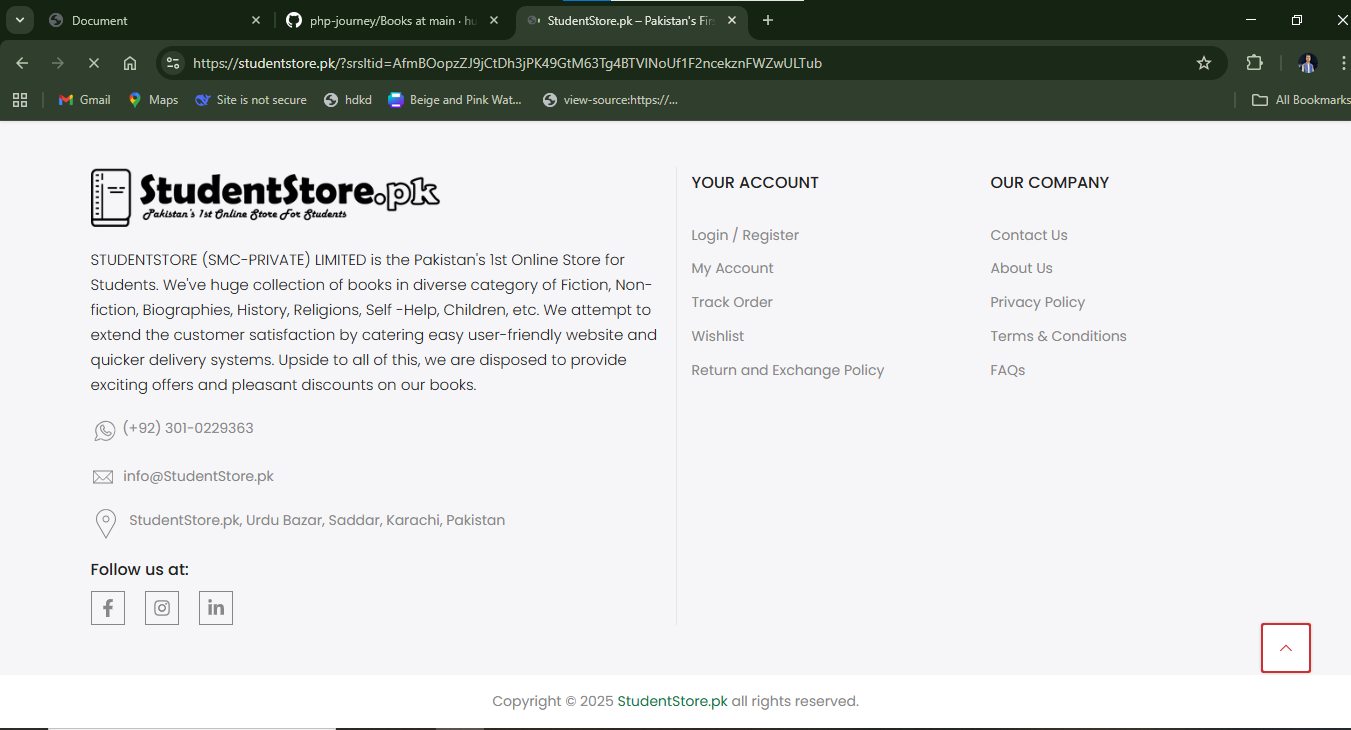 Document
php-journey/Books at main · hu
StudentStore.pk – Pakistan's Fir
https://studentstore.pk/?srsltid=AfmBOopzZJ9jCtDh3jPK49GtM63Tg4BTVlNoUf1F2ncekznFWZwULTub
Gmail
Maps
Site is not secure
hdkd
Beige and Pink Wat...
view-source:https://...
All Bookmarks
StudentStore.pk
Pakistan's 1st Online Store For Students
STUDENTSTORE (SMC-PRIVATE) LIMITED is the Pakistan's 1st Online Store for
Students. We've huge collection of books in diverse category of Fiction, Non-
fiction, Biographies, History, Religions, Self -Help, Children, etc. We attempt to
extend the customer satisfaction by catering easy user-friendly website and
quicker delivery systems. Upside to all of this, we are disposed to provide
exciting offers and pleasant discounts on our books.
(+92) 301-0229363
info@StudentStore.pk
StudentStore.pk, Urdu Bazar, Saddar, Karachi, Pakistan
Follow us at:
YOUR ACCOUNT
Login / Register
My Account
Track Order
Wishlist
Return and Exchange Policy
OUR COMPANY
Contact Us
About Us
Privacy Policy
Terms & Conditions
FAQs
Copyright © 2025 StudentStore.pk all rights reserved.